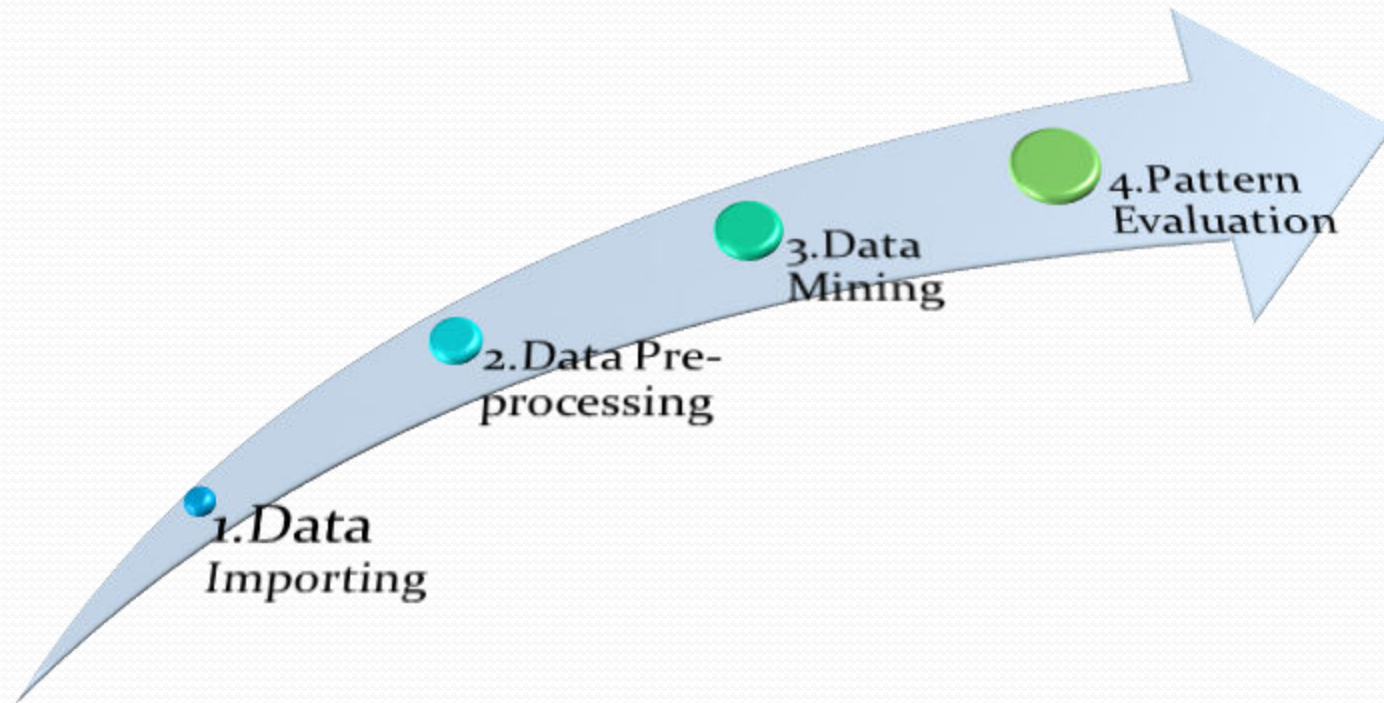 1.Data
Importing
2.Data Pre-
processing
3.Data
Mining
4.Pattern
Evaluation